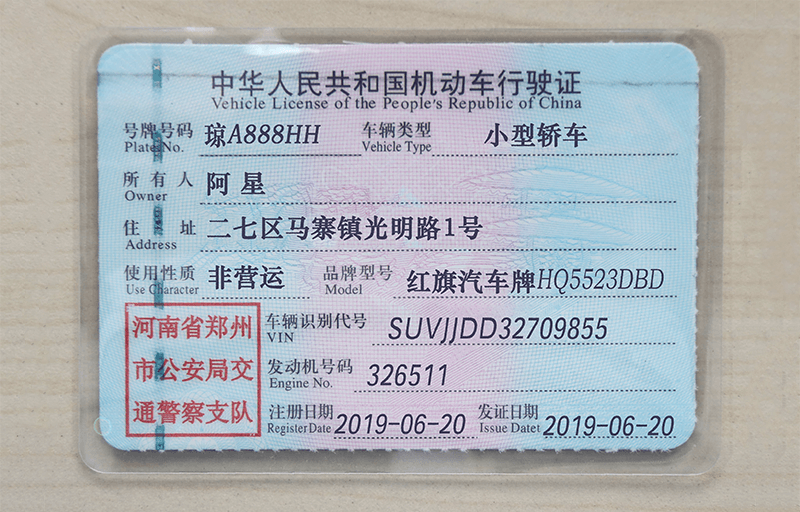 中华人民共和国机动车行驶证
Vehicle License of the People's Republic of China
号牌号码 琼A888HH 车辆类型 小型轿车
Plate No. Vehicle Type
所有人 阿星
Owner
住址 二七区马寨镇光明路1号
Address
使用性质 非营运 品牌型号 红旗汽车牌HQ5523DBD
Use Character Model
河南省郑州
市公安局交
通警察支队
车辆识别代号 SUVJJDD32709855
VIN
发动机号码 326511
Engine No.
注册日期 2019-06-20 发证日期 2019-06-20
Register Date Issue Datet